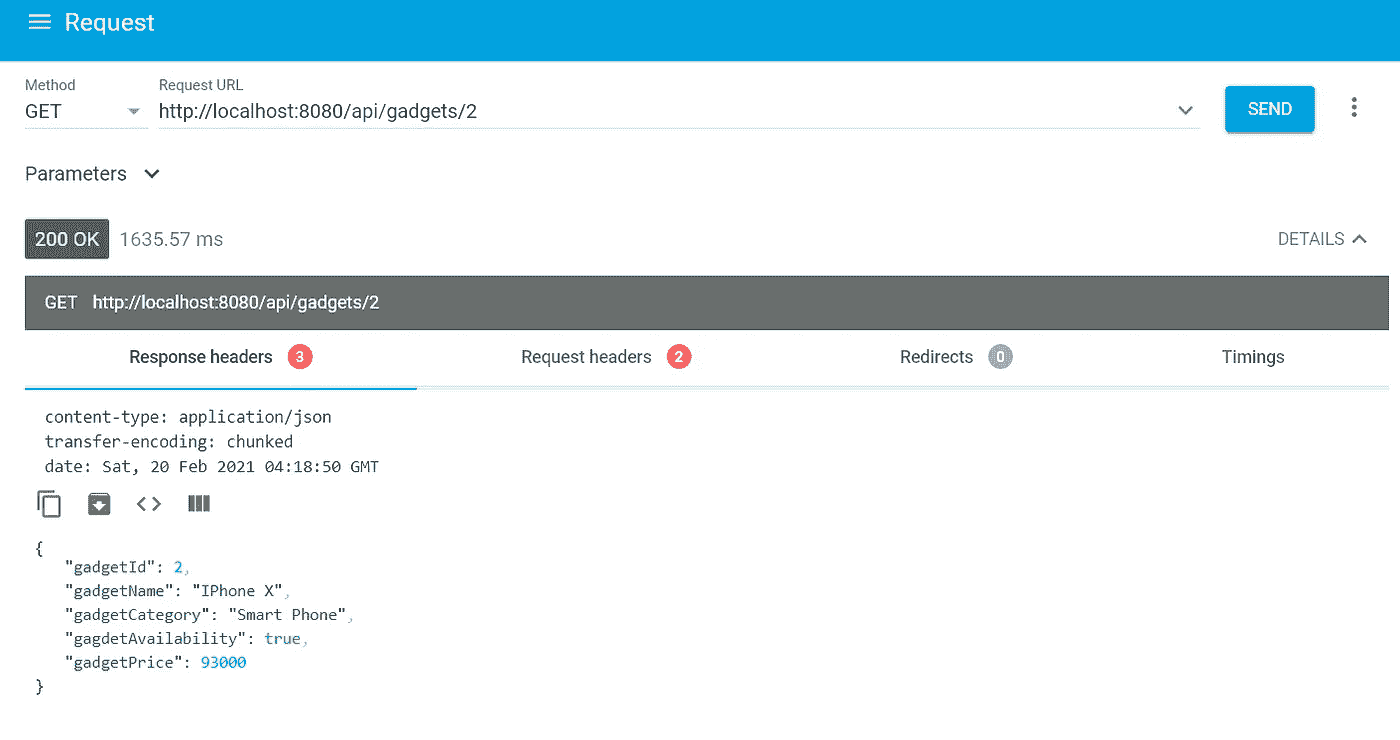 Request
Method
Request URL
GET
http://localhost:8080/api/gadgets/2
SEND
Parameters
200 OK
1635.57 ms
DETAILS
GET http://localhost:8080/api/gadgets/2
Response headers 3
Request headers 2
Redirects 0
Timings
content-type: application/json
transfer-encoding: chunked
date: Sat, 20 Feb 2021 04:18:50 GMT
{
"gadgetId": 2,
"gadgetName": "IPhone X",
"gadgetCategory": "Smart Phone",
"gagdetAvailability": true,
"gadgetPrice": 93000
}